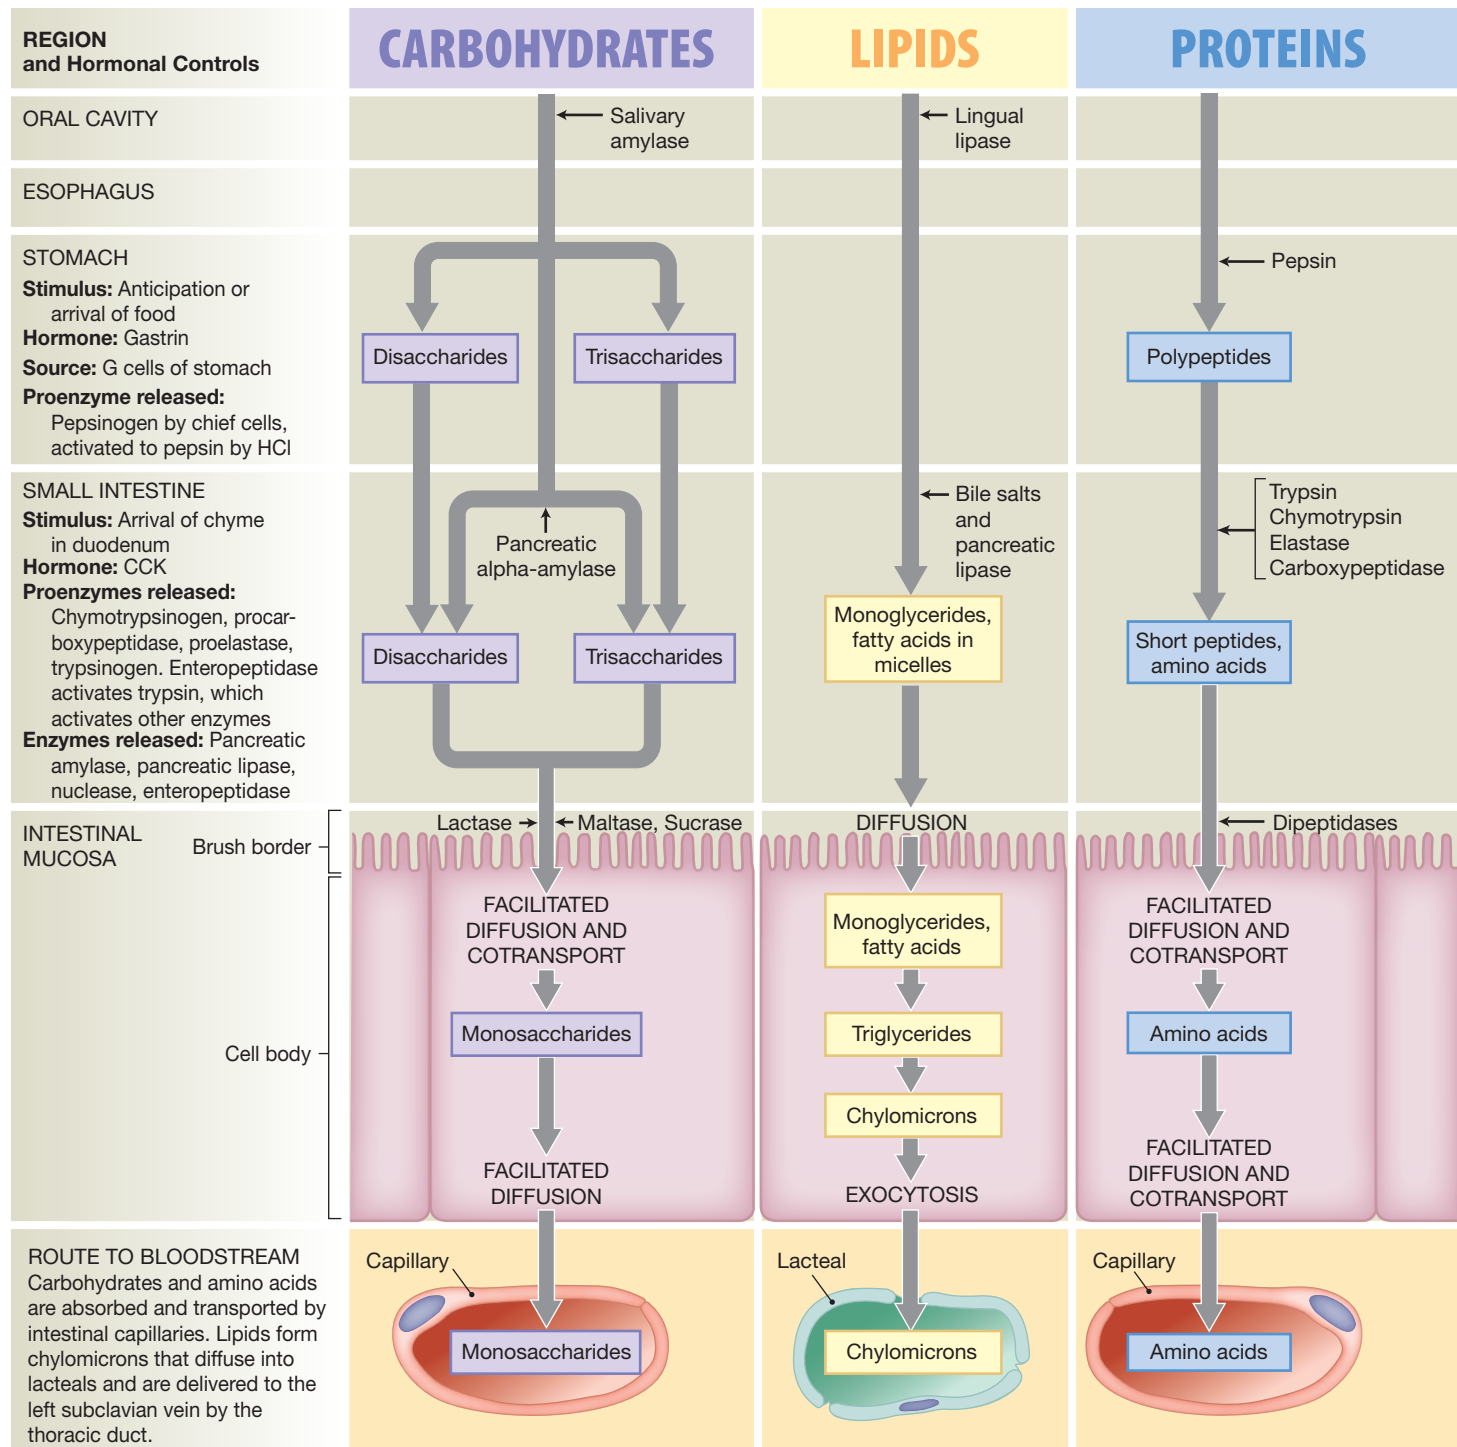 REGION
and Hormonal Controls
CARBOHYDRATES
LIPIDS
PROTEINS
ORAL CAVITY
Salivary
amylase
Lingual
lipase
ESOPHAGUS
STOMACH
Stimulus: Anticipation or
arrival of food
Hormone: Gastrin
Source: G cells of stomach
Proenzyme released:
Pepsinogen by chief cells,
activated to pepsin by HCl
Disaccharides
Trisaccharides
Pepsin
Polypeptides
SMALL INTESTINE
Stimulus: Arrival of chyme
in duodenum
Hormone: CCK
Proenzymes released:
Chymotrypsinogen, procar-
boxypeptidase, proelastase,
trypsinogen. Enteropeptidase
activates trypsin, which
activates other enzymes
Enzymes released: Pancreatic
amylase, pancreatic lipase,
nuclease, enteropeptidase
Pancreatic
alpha-amylase
Disaccharides
Trisaccharides
Bile salts
and
pancreatic
lipase
Monoglycerides,
fatty acids in
micelles
Trypsin
Chymotrypsin
Elastase
Carboxypeptidase
Short peptides,
amino acids
INTESTINAL
MUCOSA
Brush border
Cell body
Lactase
Maltase, Sucrase
FACILITATED
DIFFUSION AND
COTRANSPORT
Monosaccharides
FACILITATED
DIFFUSION
DIFFUSION
Monoglycerides,
fatty acids
Triglycerides
Chylomicrons
EXOCYTOSIS
Dipeptidases
FACILITATED
DIFFUSION AND
COTRANSPORT
Amino acids
FACILITATED
DIFFUSION AND
COTRANSPORT
ROUTE TO BLOODSTREAM
Carbohydrates and amino acids
are absorbed and transported by
intestinal capillaries. Lipids form
chylomicrons that diffuse into
lacteals and are delivered to the
left subclavian vein by the
thoracic duct.
Capillary
Monosaccharides
Lacteal
Chylomicrons
Capillary
Amino acids